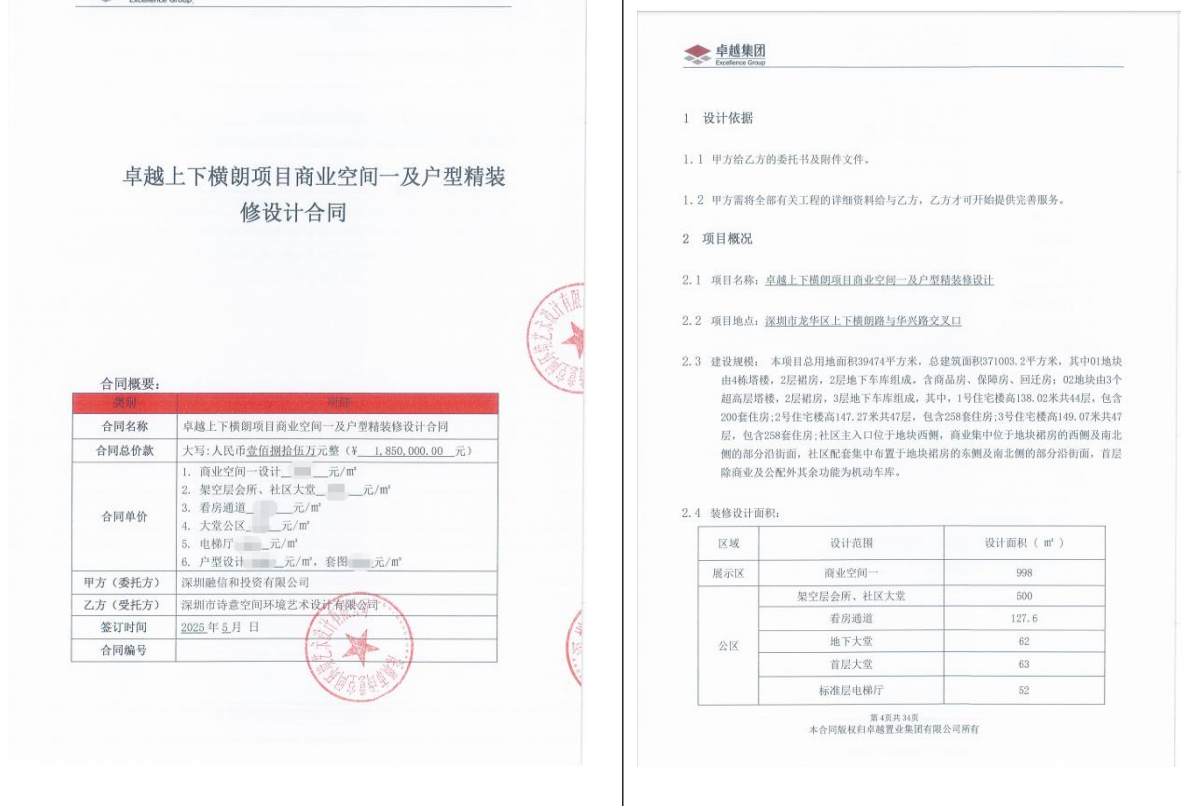 Excellence Group
卓越上下横朗项目商业空间一及户型精装
修设计合同
合同概要:
类别 明细
合同名称 卓越上下横朗项目商业空间一及户型精装修设计合同
合同总价款 大写:人民币壹佰捌拾伍万元整(¥ 1,850,000.00 元)
合同单价
1. 商业空间一设计 元/㎡
2. 架空层会所、社区大堂 元/㎡
3. 看房通道 元/㎡
4. 大堂公区 元/㎡
5. 电梯厅 元/㎡
6. 户型设计 元/㎡,套图 元/㎡
甲方(委托方) 深圳融信和投资有限公司
乙方(受托方) 深圳市诗意空间环境艺术设计有限公司
签订时间 2025 年 5 月 日
合同编号
卓越集团
Excellence Group
1 设计依据
1.1 甲方给乙方的委托书及附件文件。
1.2 甲方需将全部有关工程的详细资料给与乙方,乙方才可开始提供完善服务。
2 项目概况
2.1 项目名称:卓越上下横朗项目商业空间一及户型精装修设计
2.2 项目地点:深圳市龙华区上下横朗路与华兴路交叉口
2.3 建设规模: 本项目总用地面积39474平方米,总建筑面积371003.2平方米,其中01地块
由4栋塔楼,2层裙房,2层地下车库组成。含商品房、保障房、回迁房;02地块由3个
超高层塔楼,2层裙房,3层地下车库组成,其中,1号住宅楼高138.02米共44层,包含
200套住房;2号住宅楼高147.27米共47层,包含258套住房;3号住宅楼高149.07米共47
层,包含258套住房;社区主入口位于地块西侧,商业集中位于地块裙房的西侧及南北
侧的部分沿街面,社区配套集中布置于地块裙房的东侧及南北侧的部分沿街面,首层
除商业及公配外其余功能为机动车库。
2.4 装修设计面积:
区域 设计范围 设计面积( ㎡ )
展示区 商业空间一 998
公区
架空层会所、社区大堂 500
看房通道 127.6
地下大堂 62
首层大堂 63
标准层电梯厅 52
第 4页共 34页
本合同版权归卓越置业集团有限公司所有